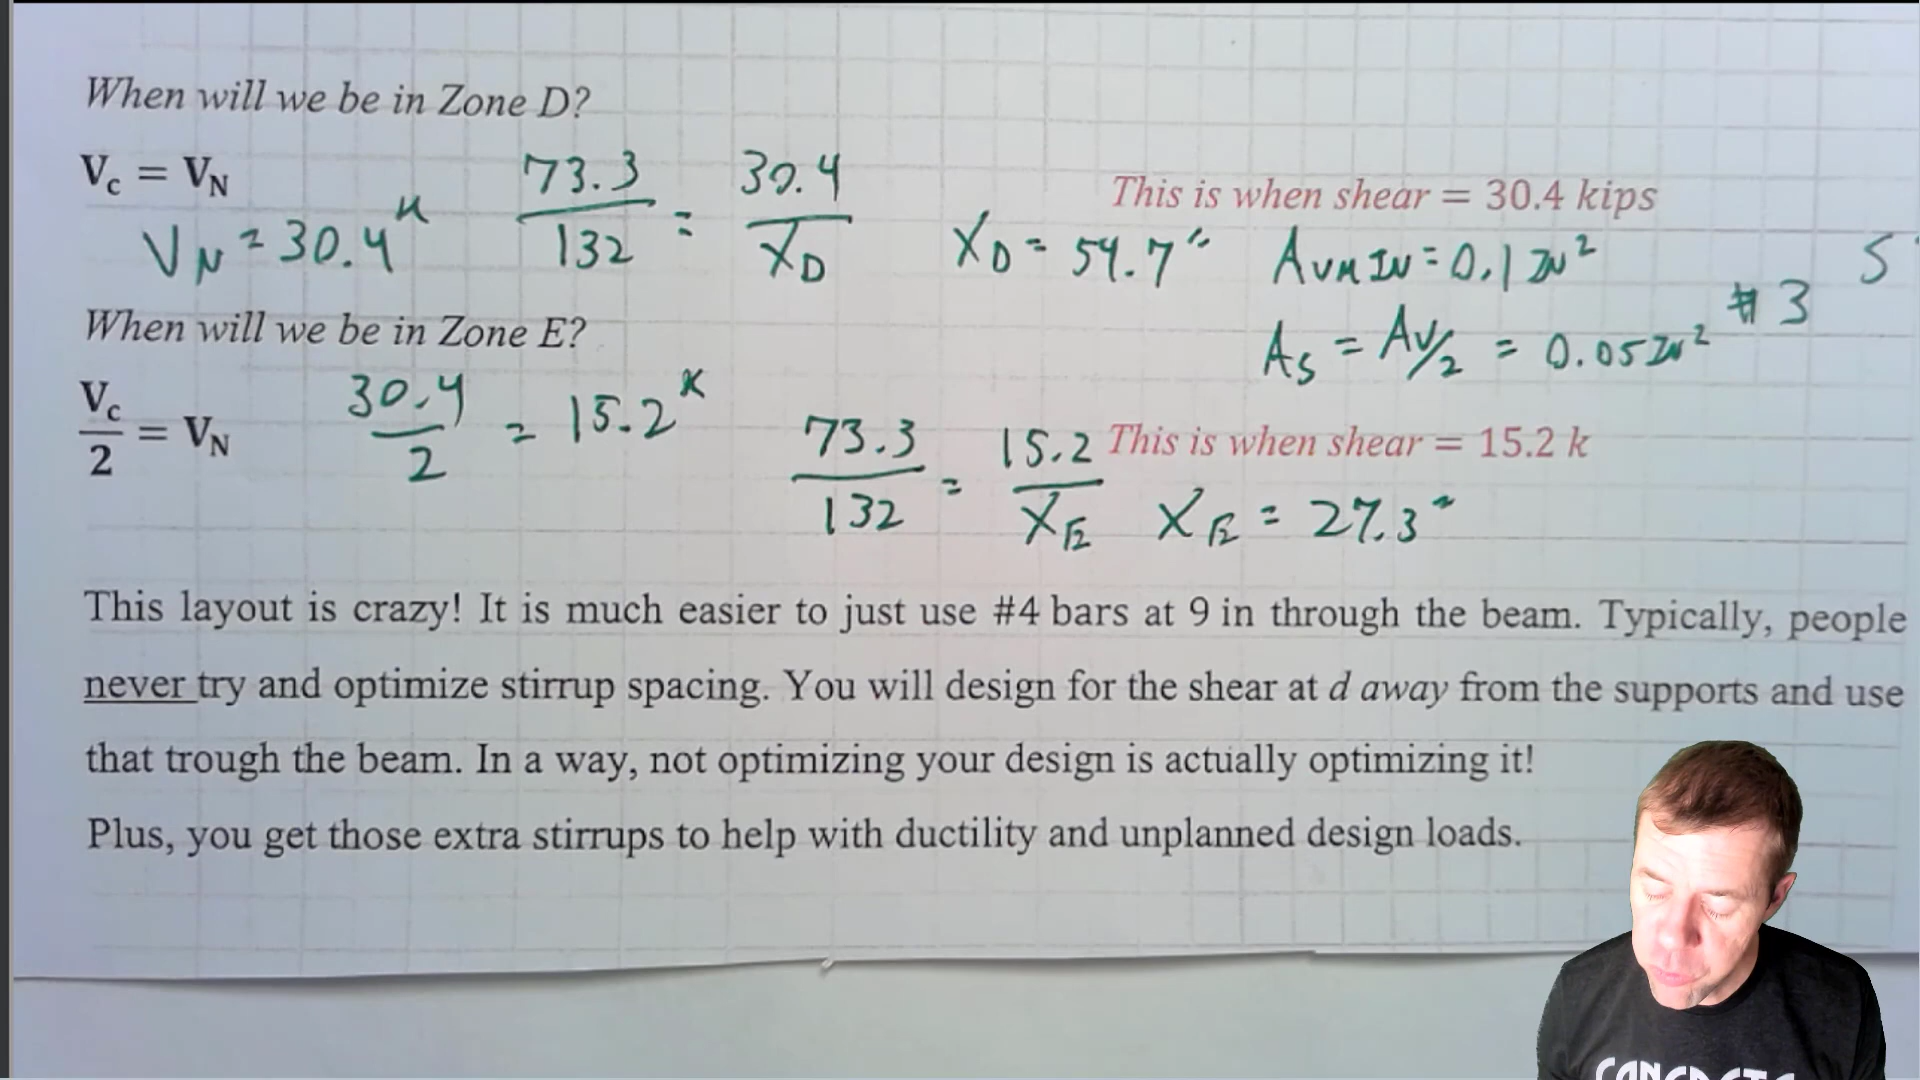 When will we be in Zone D?
Vc = VN
73.3 / 132 = 30.4 / XD
This is when shear = 30.4 kips
VN = 30.4 K
XD = 54.7"
AVMIN = 0.1 IN²
S
#3
When will we be in Zone E?
AS = AV/2 = 0.05 IN²
Vc / 2 = VN
30.4 / 2 = 15.2 K
73.3 / 132 = 15.2 / XE
This is when shear = 15.2 k
XE = 27.3"
This layout is crazy! It is much easier to just use #4 bars at 9 in through the beam. Typically, people
never try and optimize stirrup spacing. You will design for the shear at d away from the supports and use
that trough the beam. In a way, not optimizing your design is actually optimizing it!
Plus, you get those extra stirrups to help with ductility and unplanned design loads.
CONCRETE